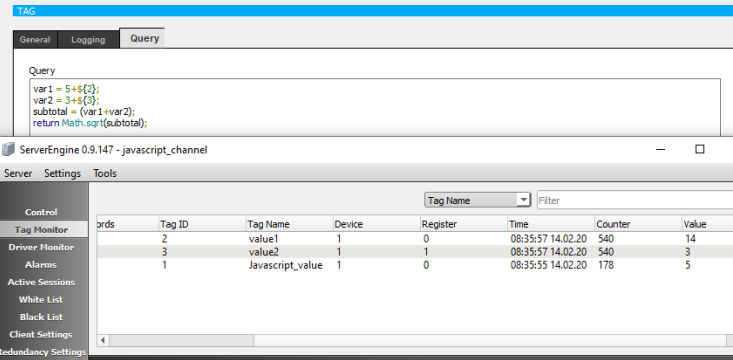 TAG
General Logging Query
Query
var1 = 5+${2};
var2 = 3+${3};
subtotal = (var1+var2);
return Math.sqrt(subtotal);
ServerEngine 0.9.147 - javascript_channel
Server Settings Tools
Tag Name Filter
Control
Tag Monitor
Driver Monitor
Alarms
Active Sessions
White List
Black List
Client Settings
Redundancy Settings
ords Tag ID Tag Name Device Register Time Counter Value
2 value1 1 0 08:35:57 14.02.20 540 14
3 value2 1 1 08:35:57 14.02.20 540 3
1 Javascript_value 1 0 08:35:55 14.02.20 178 5